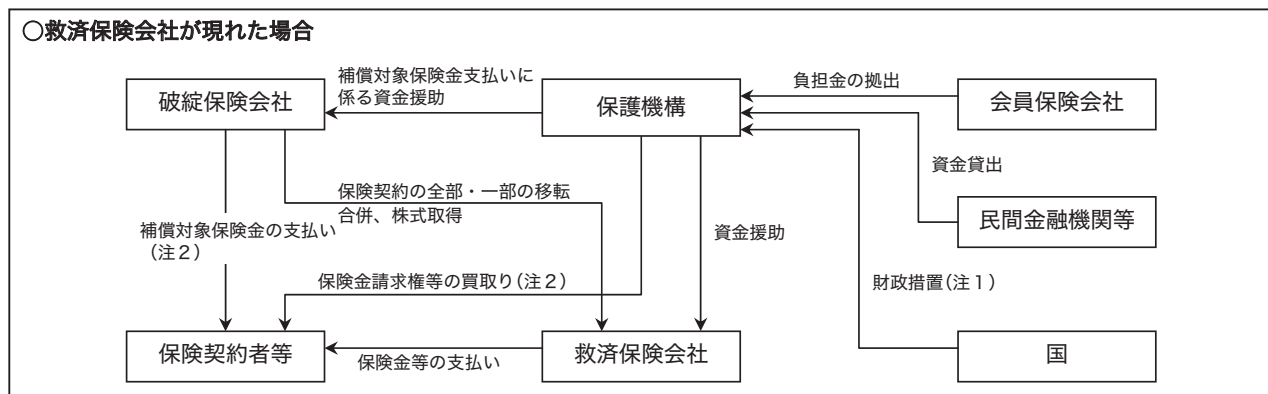 ○救済保険会社が現れた場合
補償対象保険金支払いに
係る資金援助
負担金の拠出
破綻保険会社
保護機構
会員保険会社
資金貸出
保険契約の全部・一部の移転
合併、株式取得
民間金融機関等
補償対象保険金の支払い
(注2)
資金援助
保険金請求権等の買取り(注2)
財政措置(注1)
保険契約者等
保険金等の支払い
救済保険会社
国